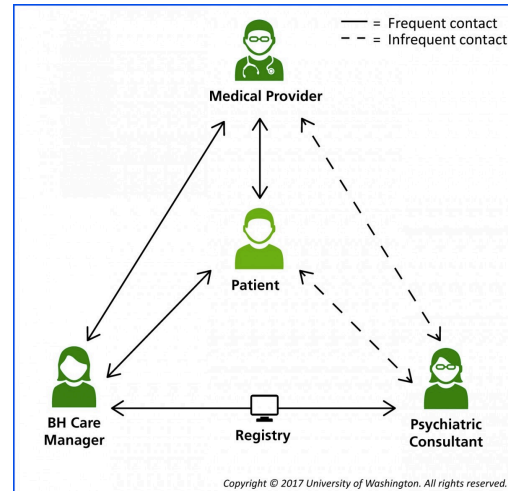 = Frequent contact
= Infrequent contact
Medical Provider
Patient
BH Care
Manager
Registry
Psychiatric
Consultant
Copyright © 2017 University of Washington. All rights reserved.